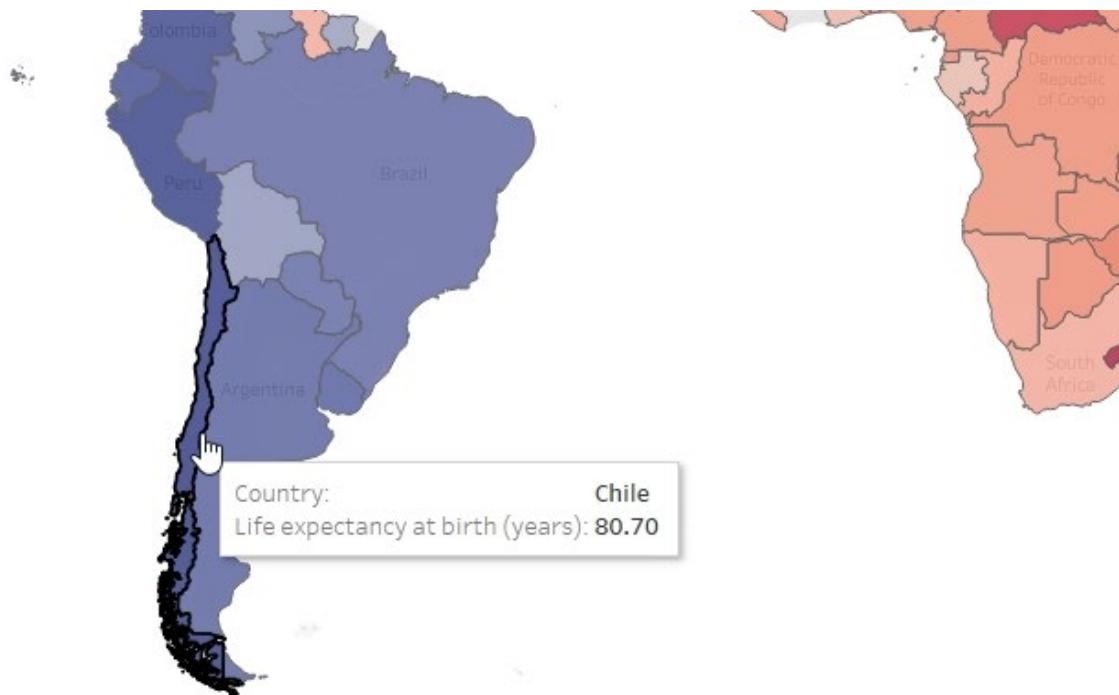 Colombia
Peru
Brazil
Argentina
Democratic
Republic
of Congo
South
Africa
Country: Chile
Life expectancy at birth (years): 80.70